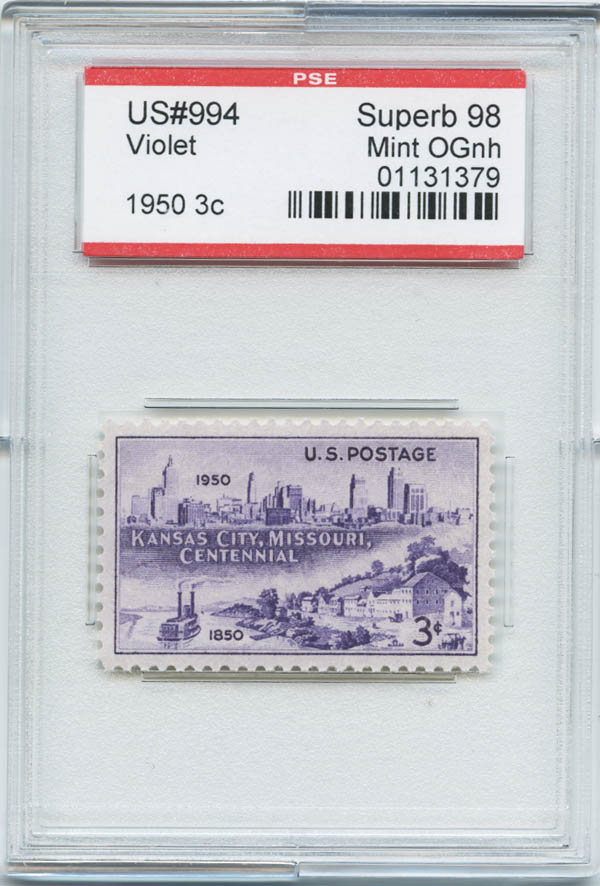 PSE
US#994 Superb 98
Violet Mint OGnh
01131379
1950 3c
U.S. POSTAGE
1950
KANSAS CITY, MISSOURI,
CENTENNIAL
1850
3¢